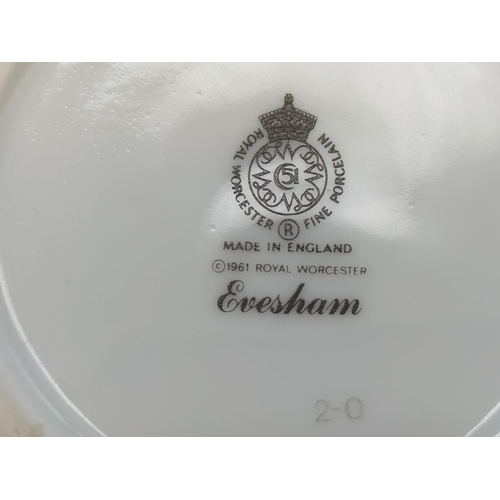 ROYAL WORCESTER FINE PORCELAIN
51
®
MADE IN ENGLAND
©1961 ROYAL WORCESTER
Evesham
2-0